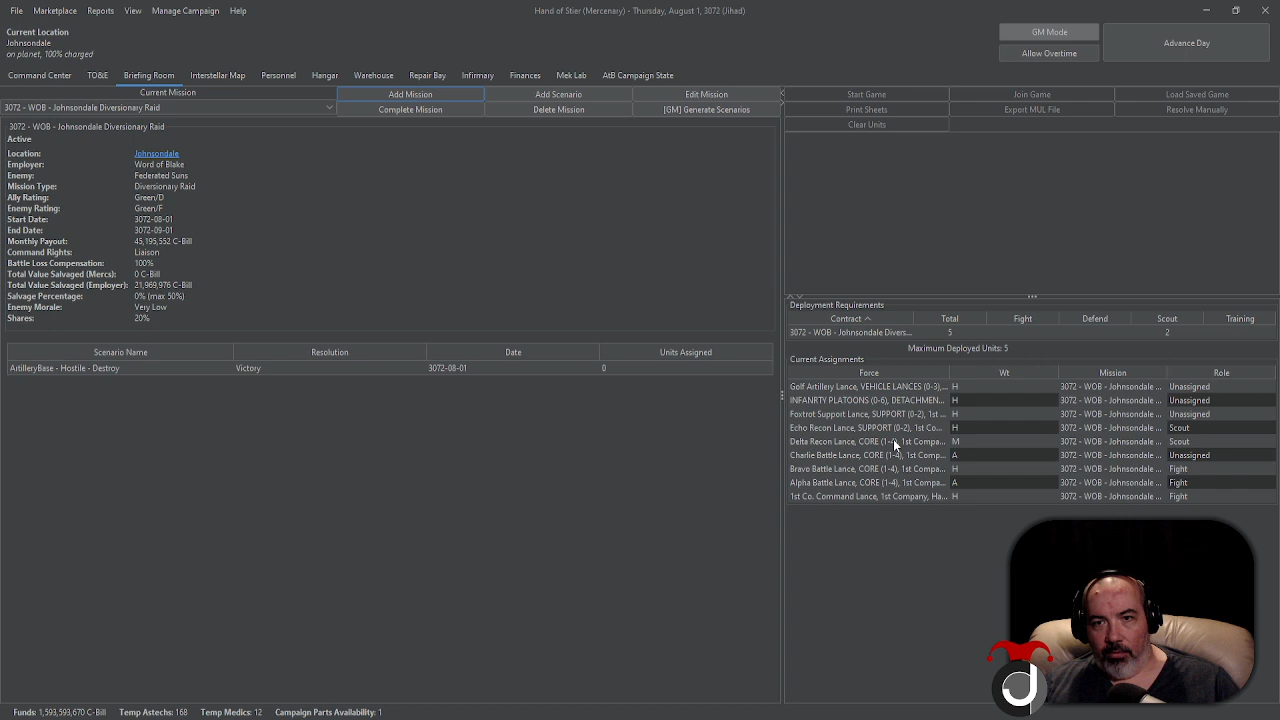 File Marketplace Reports View Manage Campaign Help
Hand of Stier (Mercenary) - Thursday, August 1, 3072 (Jihad)
Current Location
Johnsondale
on planet, 100% charged
GM Mode
Allow Overtime
Advance Day
Command Center TO&E Briefing Room Interstellar Map Personnel Hangar Warehouse Repair Bay Infirmary Finances Mek Lab AtB Campaign State
Current Mission
3072 - WOB - Johnsondale Diversionary Raid
Add Mission Add Scenario Edit Mission
Complete Mission Delete Mission [GM] Generate Scenarios
Start Game Join Game Load Saved Game
Print Sheets Export MUL File Resolve Manually
Clear Units
3072 - WOB - Johnsondale Diversionary Raid
Active
Location: Johnsondale
Employer: Word of Blake
Enemy: Federated Suns
Mission Type: Diversionary Raid
Ally Rating: Green/D
Enemy Rating: Green/F
Start Date: 3072-08-01
End Date: 3072-09-01
Monthly Payout: 45,195,552 C-Bill
Command Rights: Liaison
Battle Loss Compensation: 100%
Total Value Salvaged (Mercs): 0 C-Bill
Total Value Salvaged (Employer): 21,969,976 C-Bill
Salvage Percentage: 0% (max 50%)
Enemy Morale: Very Low
Shares: 20%
Scenario Name Resolution Date Units Assigned
ArtilleryBase - Hostile - Destroy Victory 3072-08-01 0
Deployment Requirements
Contract Total Fight Defend Scout Training
3072 - WOB - Johnsondale Divers... 5 2
Maximum Deployed Units: 5
Current Assignments
Force Wt Mission Role
Golf Artillery Lance, VEHICLE LANCES (0-3),... H 3072 - WOB - Johnsondale ... Unassigned
INFANRTY PLATOONS (0-6), DETACHMEN... H 3072 - WOB - Johnsondale ... Unassigned
Foxtrot Support Lance, SUPPORT (0-2), 1st ... H 3072 - WOB - Johnsondale ... Unassigned
Echo Recon Lance, SUPPORT (0-2), 1st Co... H 3072 - WOB - Johnsondale ... Scout
Delta Recon Lance, CORE (1-4), 1st Compa... M 3072 - WOB - Johnsondale ... Scout
Charlie Battle Lance, CORE (1-4), 1st Compa... A 3072 - WOB - Johnsondale ... Unassigned
Bravo Battle Lance, CORE (1-4), 1st Compa... H 3072 - WOB - Johnsondale ... Fight
Alpha Battle Lance, CORE (1-4), 1st Compa... A 3072 - WOB - Johnsondale ... Fight
1st Co. Command Lance, 1st Company, Ha... H 3072 - WOB - Johnsondale ... Fight
J
Funds: 1,593,593,670 C-Bill Temp Astechs: 168 Temp Medics: 12 Campaign Parts Availability: 1